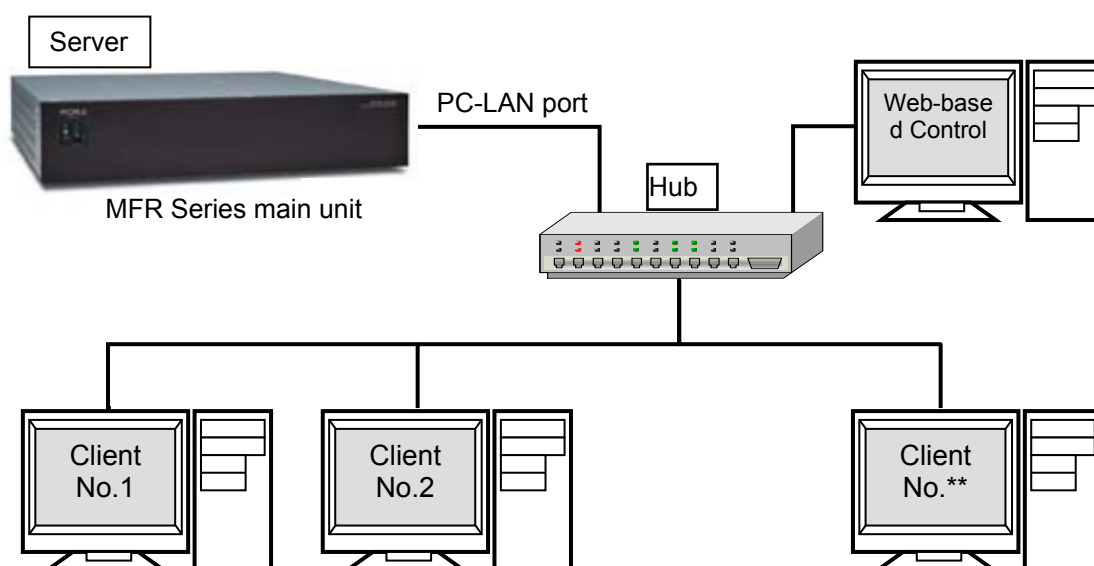 Server
PC-LAN port
Web-base
d Control
Hub
MFR Series main unit
Client
No.1
Client
No.2
Client
No.**